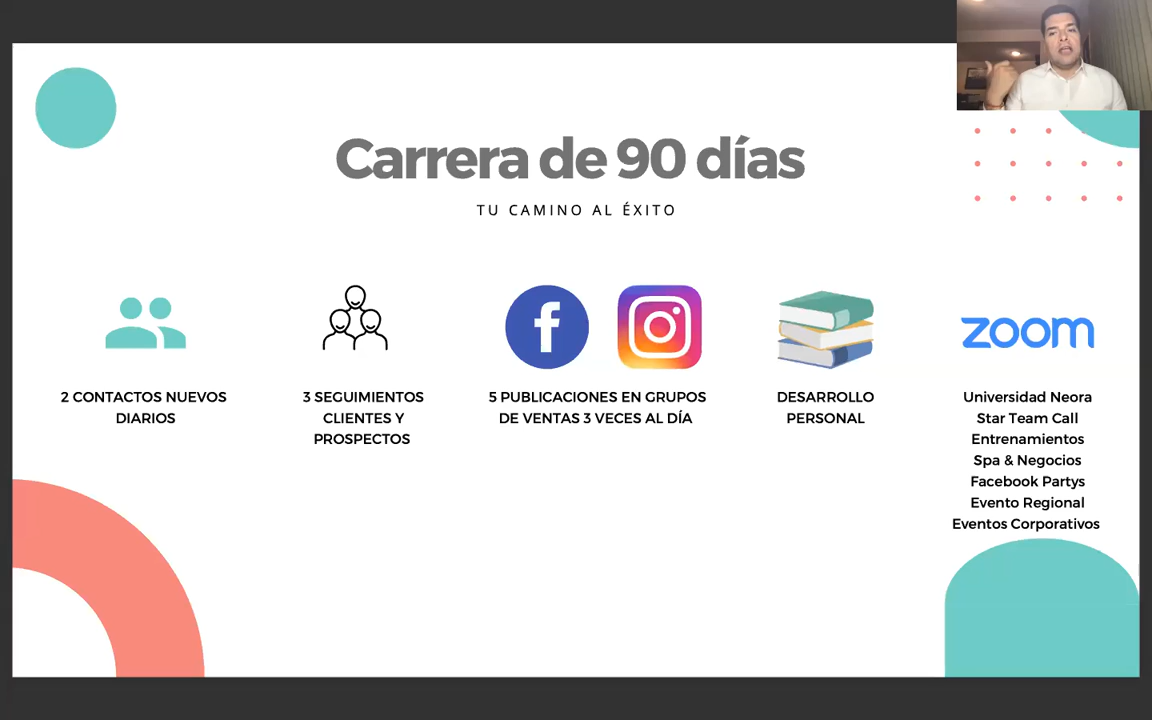 Carrera de 90 días
TU CAMINO AL ÉXITO
2 CONTACTOS NUEVOS
DIARIOS
3 SEGUIMIENTOS
CLIENTES Y
PROSPECTOS
5 PUBLICACIONES EN GRUPOS
DE VENTAS 3 VECES AL DÍA
DESARROLLO
PERSONAL
zoom
Universidad Neora
Star Team Call
Entrenamientos
Spa & Negocios
Facebook Partys
Evento Regional
Eventos Corporativos